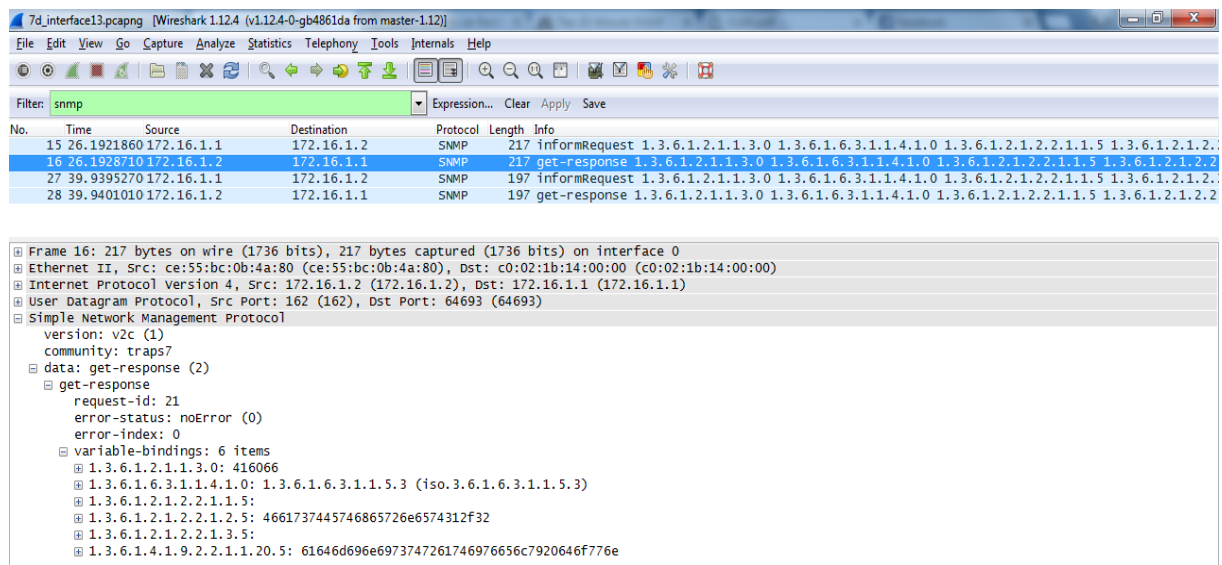 7d_interface13.pcapng [Wireshark 1.12.4 (v1.12.4-0-gb4861da from master-1.12)]
File Edit View Go Capture Analyze Statistics Telephony Tools Internals Help
Filter: snmp Expression... Clear Apply Save
No. Time Source Destination Protocol Length Info
15 26.1921860 172.16.1.1 172.16.1.2 SNMP 217 informRequest 1.3.6.1.2.1.1.3.0 1.3.6.1.6.3.1.1.4.1.0 1.3.6.1.2.1.2.2.1.1.5 1.3.6.1.2.1.2.
16 26.1928710 172.16.1.2 172.16.1.1 SNMP 217 get-response 1.3.6.1.2.1.1.3.0 1.3.6.1.6.3.1.1.4.1.0 1.3.6.1.2.1.2.2.1.1.5 1.3.6.1.2.1.2.2
27 39.9395270 172.16.1.1 172.16.1.2 SNMP 197 informRequest 1.3.6.1.2.1.1.3.0 1.3.6.1.6.3.1.1.4.1.0 1.3.6.1.2.1.2.2.1.1.5 1.3.6.1.2.1.2.
28 39.9401010 172.16.1.2 172.16.1.1 SNMP 197 get-response 1.3.6.1.2.1.1.3.0 1.3.6.1.6.3.1.1.4.1.0 1.3.6.1.2.1.2.2.1.1.5 1.3.6.1.2.1.2.2
Frame 16: 217 bytes on wire (1736 bits), 217 bytes captured (1736 bits) on interface 0
Ethernet II, Src: ce:55:bc:0b:4a:80 (ce:55:bc:0b:4a:80), Dst: c0:02:1b:14:00:00 (c0:02:1b:14:00:00)
Internet Protocol Version 4, Src: 172.16.1.2 (172.16.1.2), Dst: 172.16.1.1 (172.16.1.1)
User Datagram Protocol, Src Port: 162 (162), Dst Port: 64693 (64693)
Simple Network Management Protocol
version: v2c (1)
community: traps7
data: get-response (2)
get-response
request-id: 21
error-status: noError (0)
error-index: 0
variable-bindings: 6 items
1.3.6.1.2.1.1.3.0: 416066
1.3.6.1.6.3.1.1.4.1.0: 1.3.6.1.6.3.1.1.5.3 (iso.3.6.1.6.3.1.1.5.3)
1.3.6.1.2.1.2.2.1.1.5:
1.3.6.1.2.1.2.2.1.2.5: 4661737445746865726e6574312f32
1.3.6.1.2.1.2.2.1.3.5:
1.3.6.1.4.1.9.2.2.1.1.20.5: 61646d696e6973747261746976656c7920646f776e